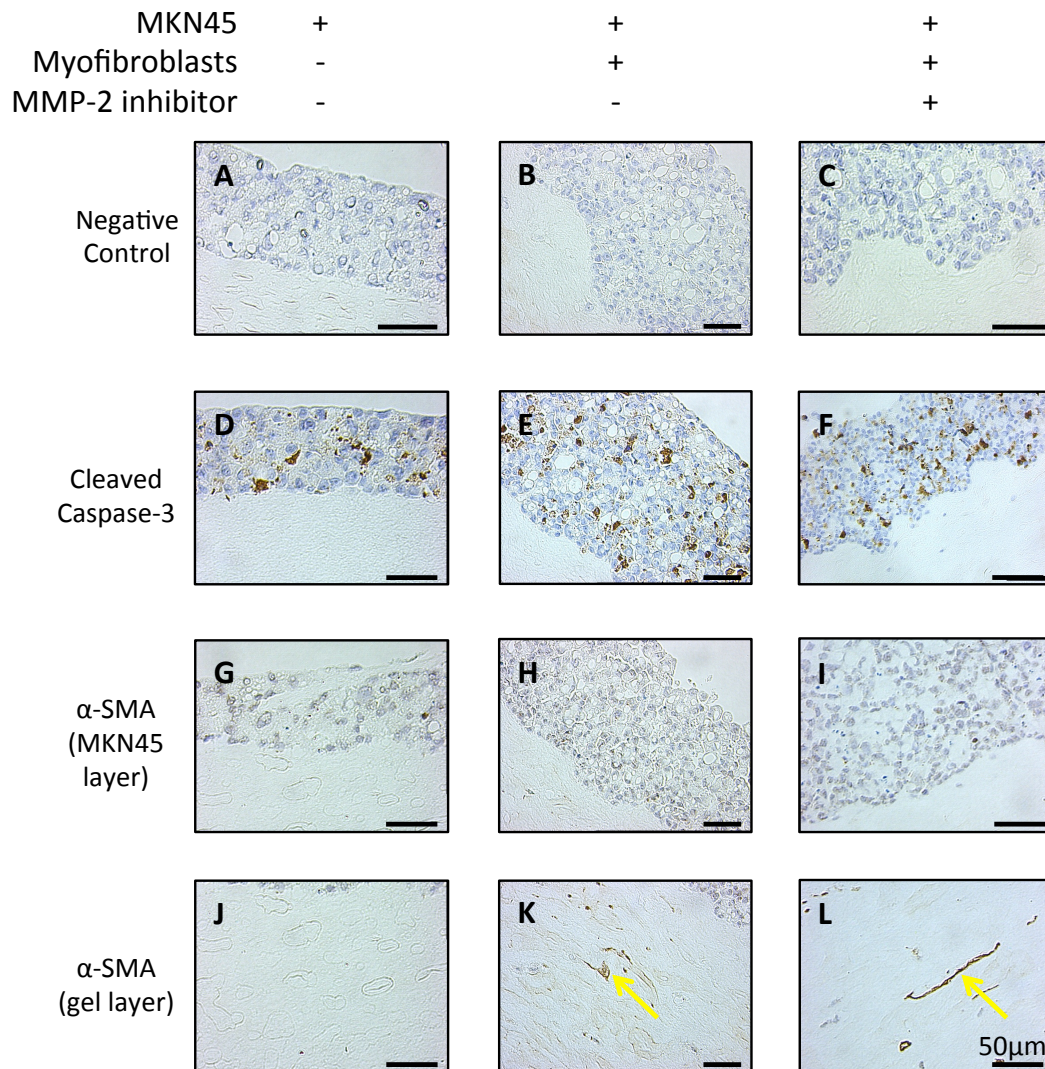 MKN45 + + +
Myofibroblasts - + +
MMP-2 inhibitor - - +
A B C
Negative
Control
D E F
Cleaved
Caspase-3
G H I
α-SMA
(MKN45
layer)
J K L
α-SMA
(gel layer)
50μm